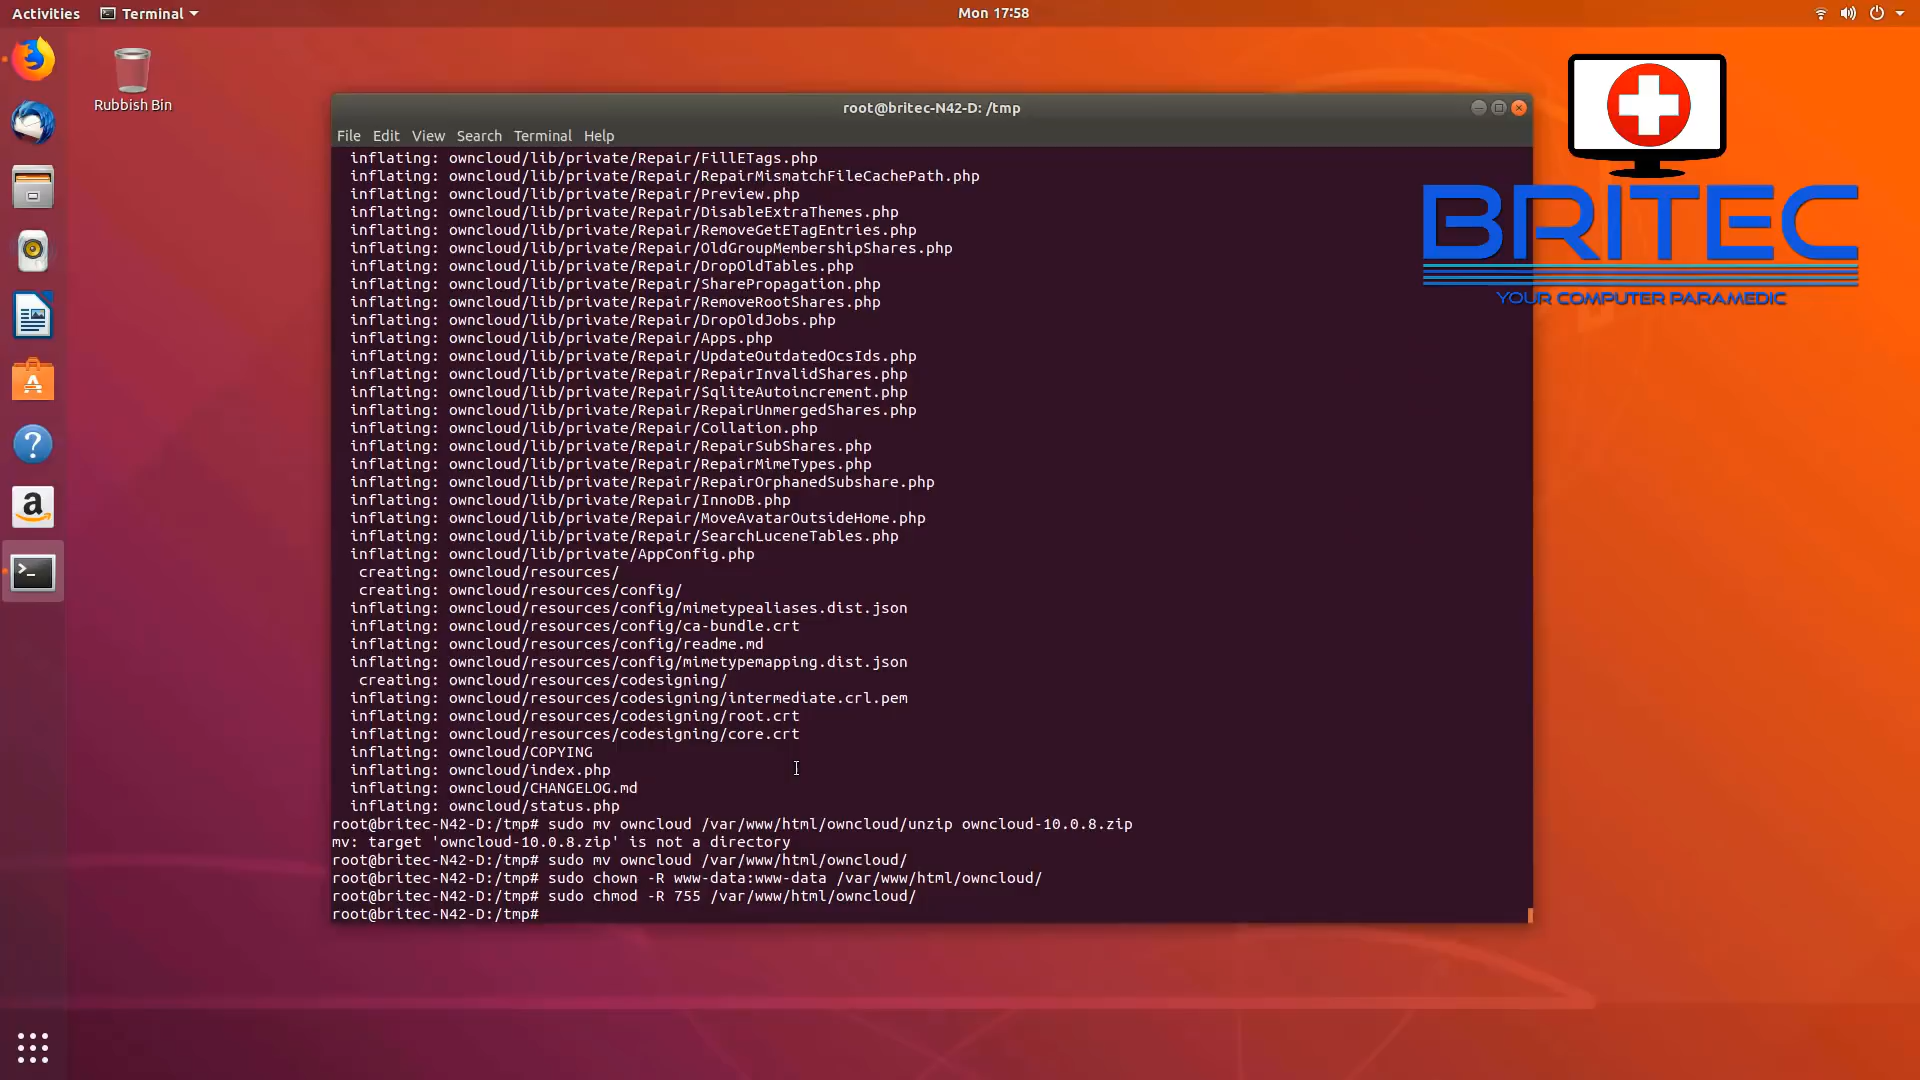 Activities Terminal Mon 17:58
Rubbish Bin
root@britec-N42-D: /tmp
File Edit View Search Terminal Help
inflating: owncloud/lib/private/Repair/FillETags.php
inflating: owncloud/lib/private/Repair/RepairMismatchFileCachePath.php
inflating: owncloud/lib/private/Repair/Preview.php
inflating: owncloud/lib/private/Repair/DisableExtraThemes.php
inflating: owncloud/lib/private/Repair/RemoveGetETagEntries.php
inflating: owncloud/lib/private/Repair/OldGroupMembershipShares.php
inflating: owncloud/lib/private/Repair/DropOldTables.php
inflating: owncloud/lib/private/Repair/SharePropagation.php
inflating: owncloud/lib/private/Repair/RemoveRootShares.php
inflating: owncloud/lib/private/Repair/DropOldJobs.php
inflating: owncloud/lib/private/Repair/Apps.php
inflating: owncloud/lib/private/Repair/UpdateOutdatedOcsIds.php
inflating: owncloud/lib/private/Repair/RepairInvalidShares.php
inflating: owncloud/lib/private/Repair/SqliteAutoincrement.php
inflating: owncloud/lib/private/Repair/RepairUnmergedShares.php
inflating: owncloud/lib/private/Repair/Collation.php
inflating: owncloud/lib/private/Repair/RepairSubShares.php
inflating: owncloud/lib/private/Repair/RepairMimeTypes.php
inflating: owncloud/lib/private/Repair/RepairOrphanedSubshare.php
inflating: owncloud/lib/private/Repair/InnoDB.php
inflating: owncloud/lib/private/Repair/MoveAvatarOutsideHome.php
inflating: owncloud/lib/private/Repair/SearchLuceneTables.php
inflating: owncloud/lib/private/AppConfig.php
creating: owncloud/resources/
creating: owncloud/resources/config/
inflating: owncloud/resources/config/mimetypealiases.dist.json
inflating: owncloud/resources/config/ca-bundle.crt
inflating: owncloud/resources/config/readme.md
inflating: owncloud/resources/config/mimetypemapping.dist.json
creating: owncloud/resources/codesigning/
inflating: owncloud/resources/codesigning/intermediate.crl.pem
inflating: owncloud/resources/codesigning/root.crt
inflating: owncloud/resources/codesigning/core.crt
inflating: owncloud/COPYING
inflating: owncloud/index.php
inflating: owncloud/CHANGELOG.md
inflating: owncloud/status.php
root@britec-N42-D:/tmp# sudo mv owncloud /var/www/html/owncloud/unzip owncloud-10.0.8.zip
mv: target 'owncloud-10.0.8.zip' is not a directory
root@britec-N42-D:/tmp# sudo mv owncloud /var/www/html/owncloud/
root@britec-N42-D:/tmp# sudo chown -R www-data:www-data /var/www/html/owncloud/
root@britec-N42-D:/tmp# sudo chmod -R 755 /var/www/html/owncloud/
root@britec-N42-D:/tmp#
BRITEC
YOUR COMPUTER PARAMEDIC